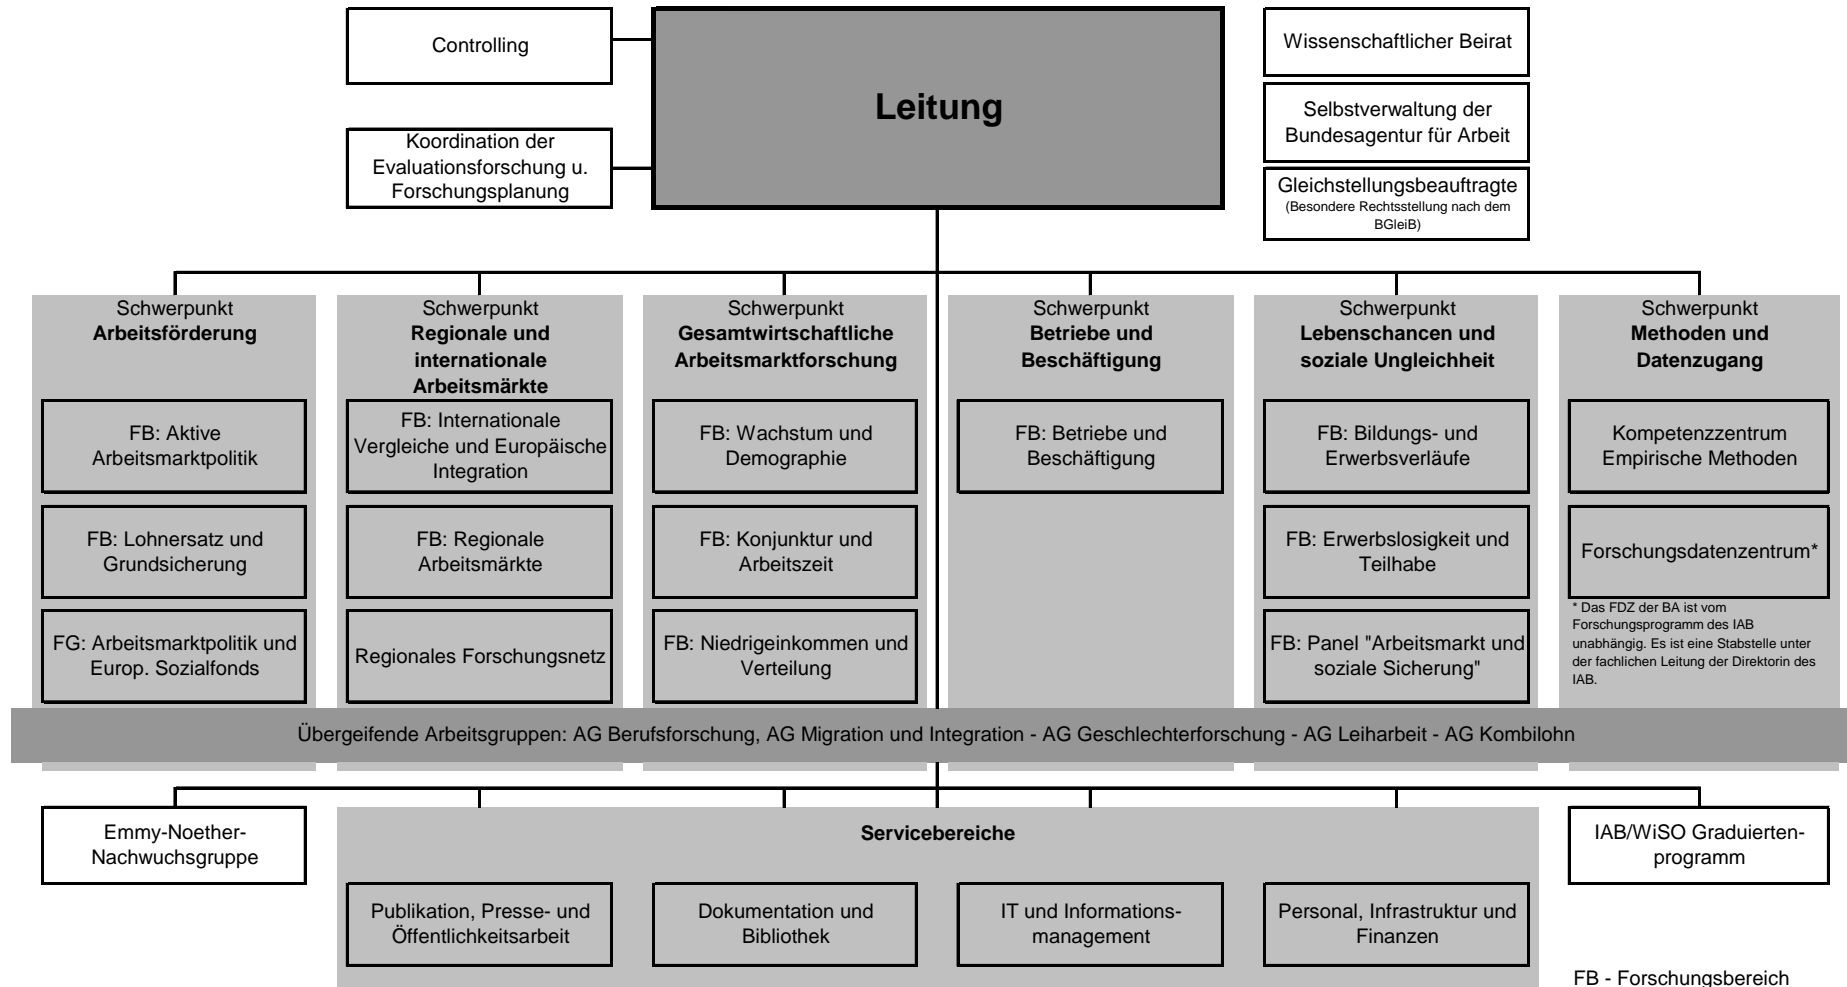 Controlling
Leitung
Wissenschaftlicher Beirat
Selbstverwaltung der
Bundesagentur für Arbeit
Koordination der
Evaluationsforschung u.
Forschungsplanung
Gleichstellungsbeauftragte
(Besondere Rechtsstellung nach dem
BGleiB)
Schwerpunkt
Arbeitsförderung
FB: Aktive
Arbeitsmarktpolitik
FB: Lohnersatz und
Grundsicherung
FG: Arbeitsmarktpolitik und
Europ. Sozialfonds
Schwerpunkt
Regionale und
internationale
Arbeitsmärkte
FB: Internationale
Vergleiche und Europäische
Integration
FB: Regionale
Arbeitsmärkte
Regionales Forschungsnetz
Schwerpunkt
Gesamtwirtschaftliche
Arbeitsmarktforschung
FB: Wachstum und
Demographie
FB: Konjunktur und
Arbeitszeit
FB: Niedrigeinkommen und
Verteilung
Schwerpunkt
Betriebe und
Beschäftigung
FB: Betriebe und
Beschäftigung
Schwerpunkt
Lebenschancen und
soziale Ungleichheit
FB: Bildungs- und
Erwerbsverläufe
FB: Erwerbslosigkeit und
Teilhabe
FB: Panel "Arbeitsmarkt und
soziale Sicherung"
Schwerpunkt
Methoden und
Datenzugang
Kompetenzzentrum
Empirische Methoden
Forschungsdatenzentrum*
* Das FDZ der BA ist vom
Forschungsprogramm des IAB
unabhängig. Es ist eine Stabstelle unter
der fachlichen Leitung der Direktorin des
IAB.
Übergeifende Arbeitsgruppen: AG Berufsforschung, AG Migration und Integration - AG Geschlechterforschung - AG Leiharbeit - AG Kombilohn
Emmy-Noether-
Nachwuchsgruppe
Servicebereiche
Publikation, Presse- und
Öffentlichkeitsarbeit
Dokumentation und
Bibliothek
IT und Informations-
management
Personal, Infrastruktur und
Finanzen
IAB/WiSO Graduierten-
programm
FB - Forschungsbereich